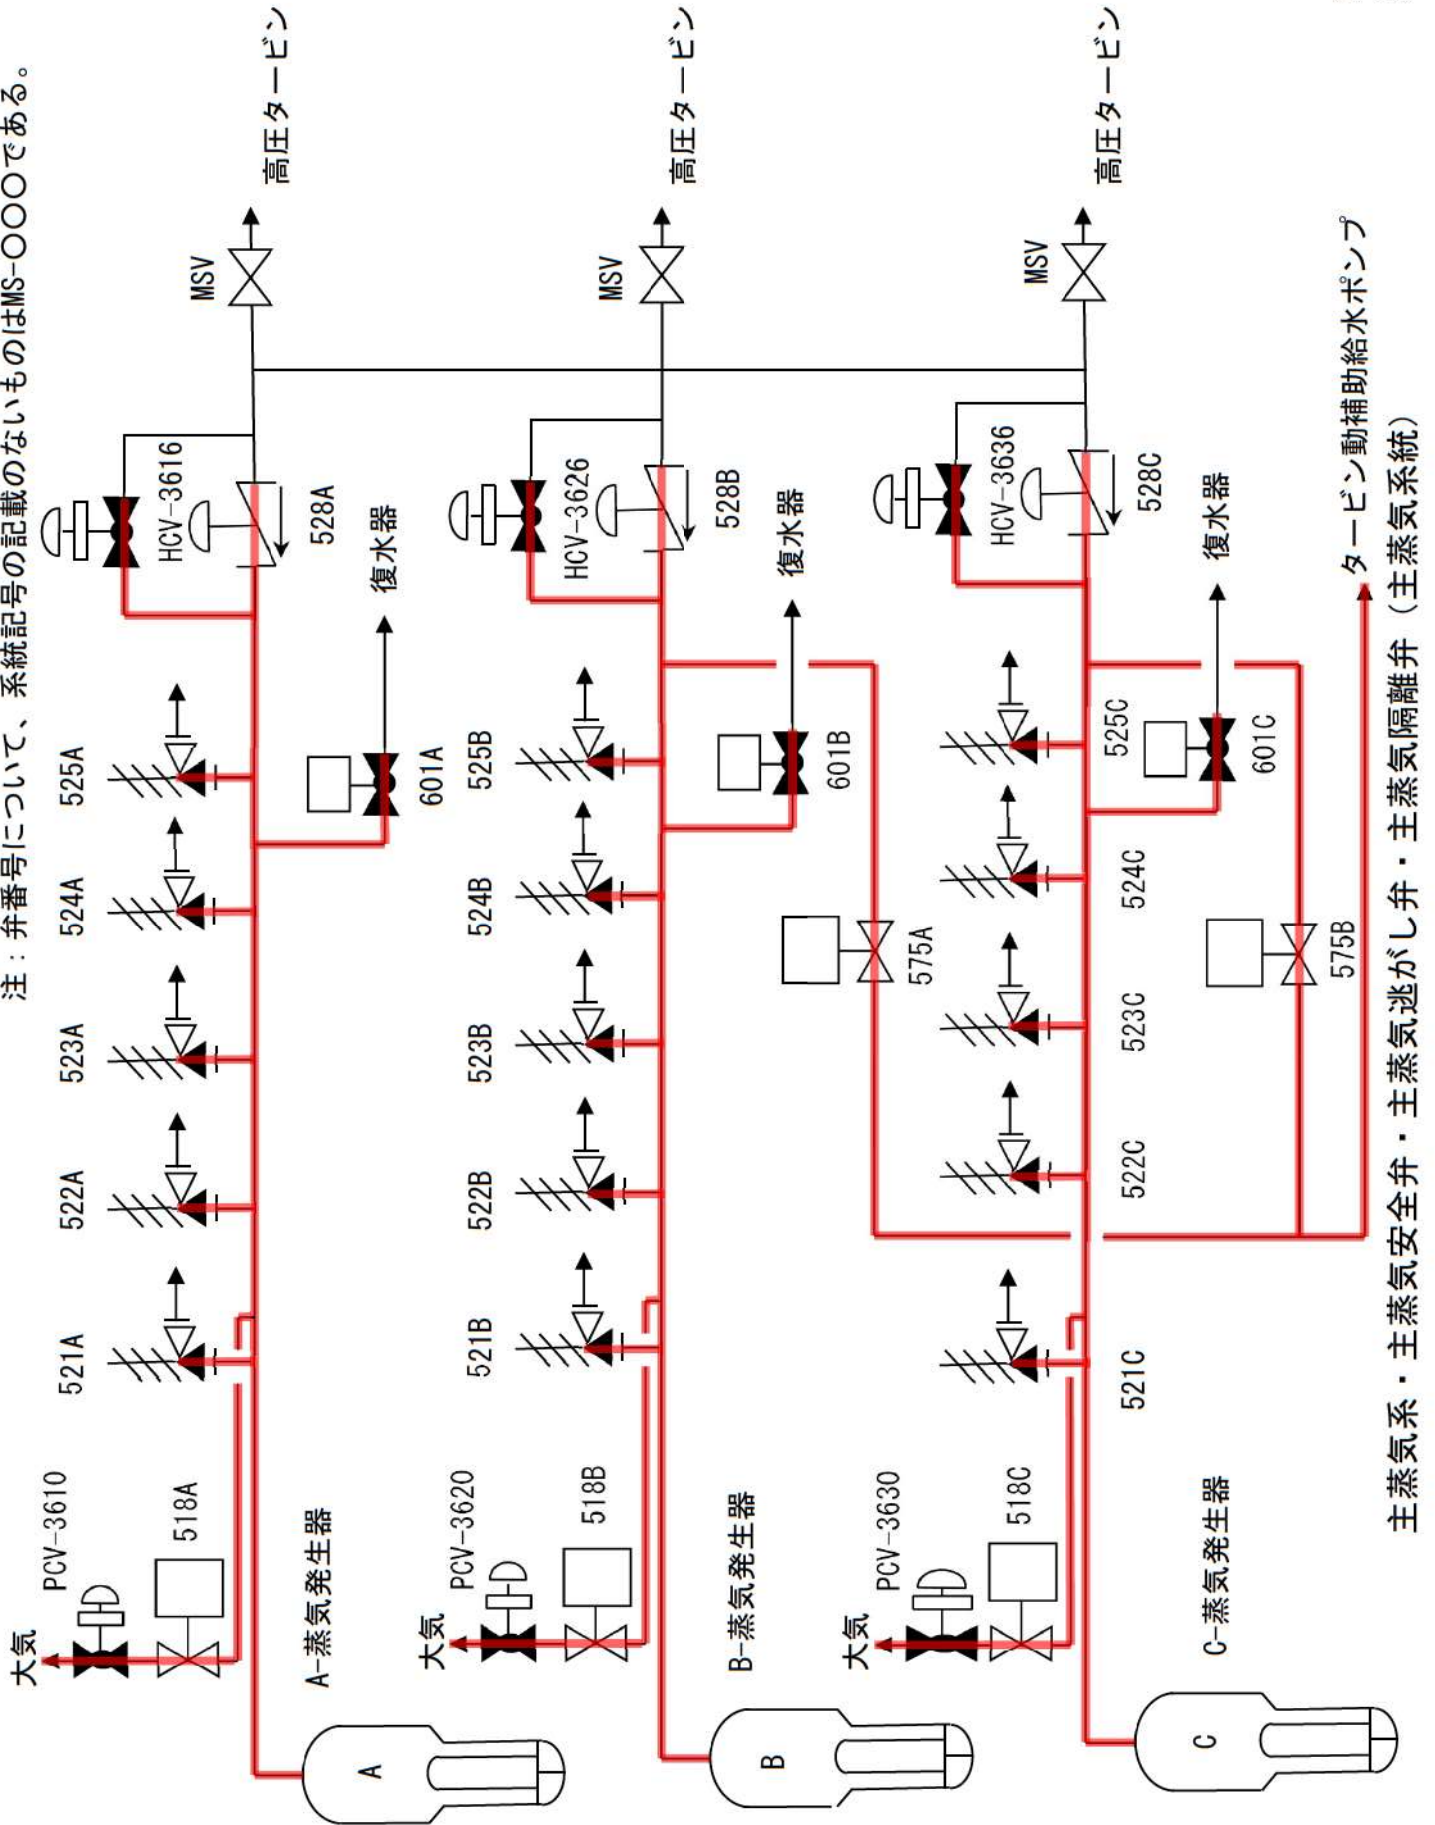 注：弁番号について、系統記号の記載のないものはMS-〇〇〇である。
大気
PCV-3610
518A
521A
522A
523A
524A
525A
HCV-3616
528A
MSV
高圧タービン
A-蒸気発生器
A
601A
復水器
大気
PCV-3620
518B
521B
522B
523B
524B
525B
HCV-3626
528B
MSV
高圧タービン
B-蒸気発生器
B
601B
復水器
575A
大気
PCV-3630
518C
521C
522C
523C
524C
525C
HCV-3636
528C
MSV
高圧タービン
C-蒸気発生器
C
601C
復水器
575B
タービン動補助給水ポンプ
主蒸気系・主蒸気安全弁・主蒸気逃がし弁・主蒸気隔離弁（主蒸気系統）